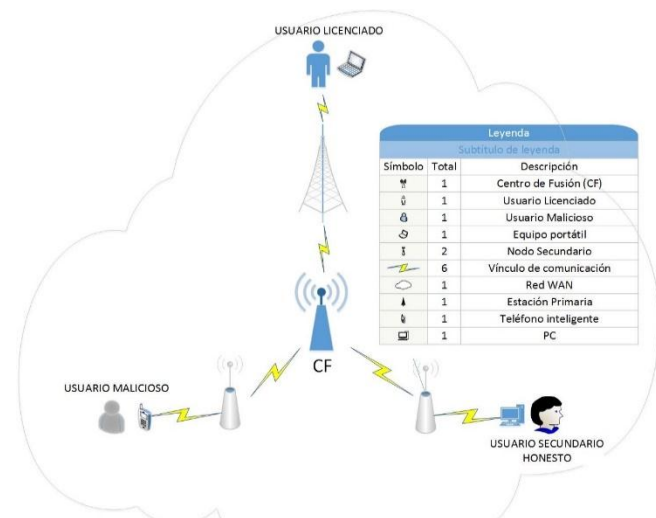 USUARIO LICENCIADO
Leyenda
Subtítulo de leyenda
Símbolo Total Descripción
1 Centro de Fusión (CF)
1 Usuario Licenciado
1 Usuario Malicioso
1 Equipo portátil
2 Nodo Secundario
6 Vínculo de comunicación
1 Red WAN
1 Estación Primaria
1 Teléfono inteligente
1 PC
CF
USUARIO MALICIOSO
USUARIO SECUNDARIO
HONESTO